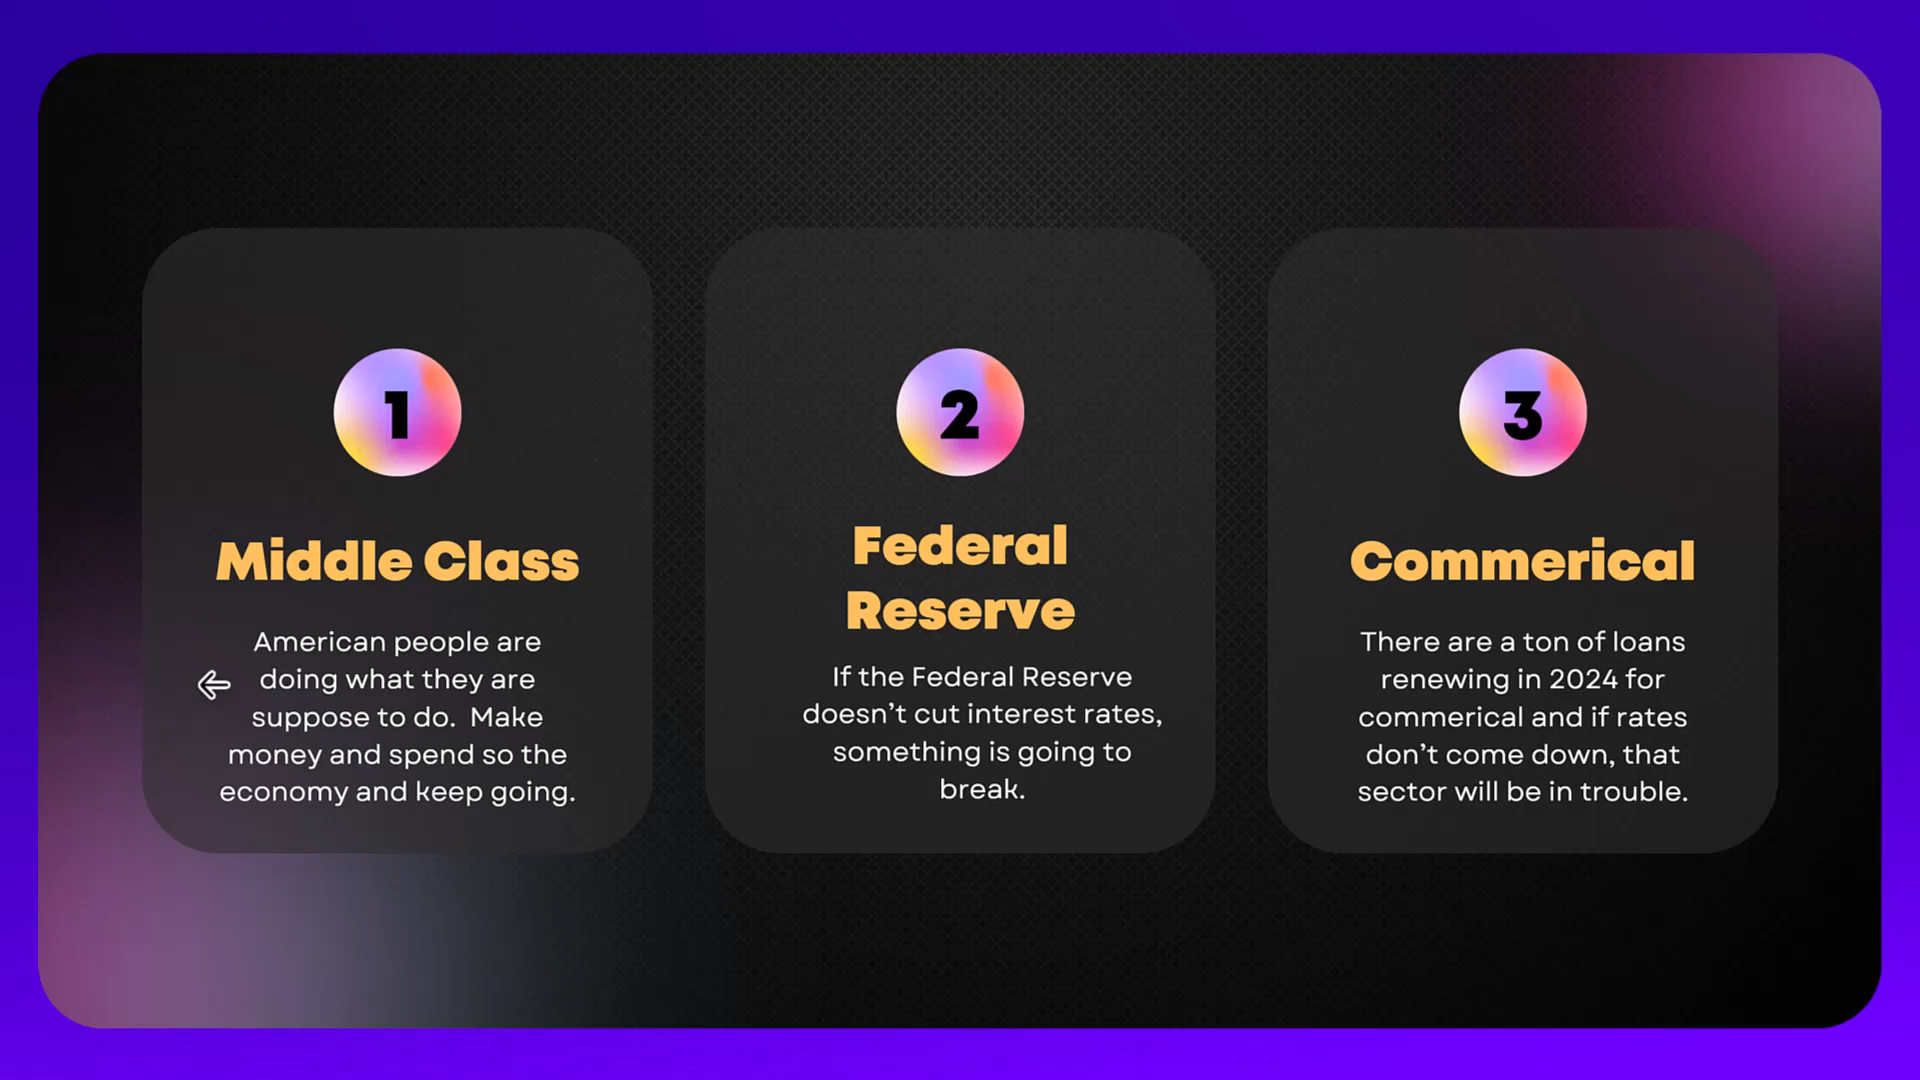 1
Middle Class
American people are
doing what they are
suppose to do.  Make
money and spend so the
economy and keep going.
2
Federal
Reserve
If the Federal Reserve
doesn’t cut interest rates,
something is going to
break.
3
Commerical
There are a ton of loans
renewing in 2024 for
commerical and if rates
don’t come down, that
sector will be in trouble.